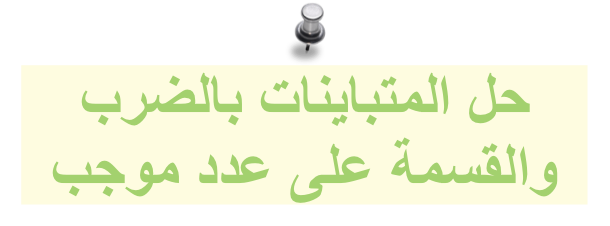 حل المتباينات بالضرب
والقسمة على عدد موجب